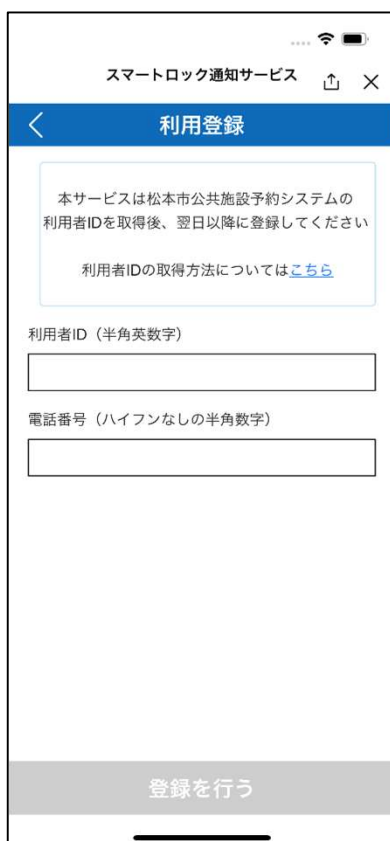 スマートロック通知サービス
利用登録
本サービスは松本市公共施設予約システムの
利用者IDを取得後、翌日以降に登録してください
利用者IDの取得方法についてはこちら
利用者ID（半角英数字）
電話番号（ハイフンなしの半角数字）
登録を行う